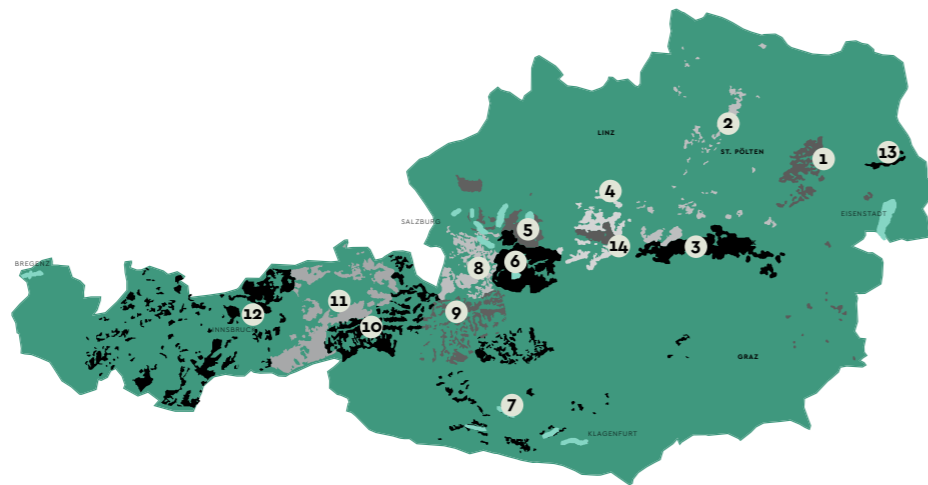 2
LINZ
ST. PÖLTEN
1
13
4
EISENSTADT
SALZBURG
5
14
3
6
8
BREGENZ
11
9
12
10
INNSBRUCK
GRAZ
7
KLAGENFURT